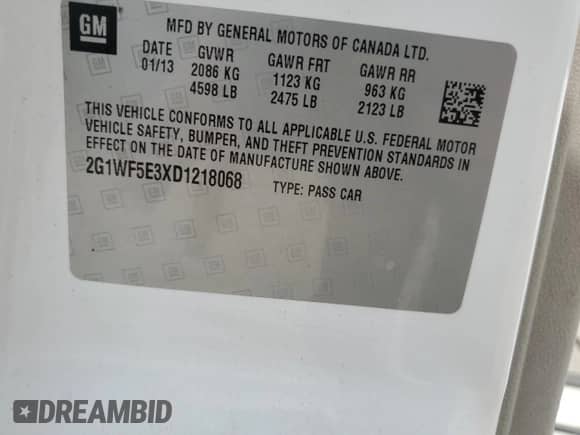 GM
MFD BY GENERAL MOTORS OF CANADA LTD.
DATE GVWR GAWR FRT GAWR RR
01/13 2086 KG 1123 KG 963 KG
4598 LB 2475 LB 2123 LB
THIS VEHICLE CONFORMS TO ALL APPLICABLE U.S. FEDERAL MOTOR
VEHICLE SAFETY, BUMPER, AND THEFT PREVENTION STANDARDS IN
EFFECT ON THE DATE OF MANUFACTURE SHOWN ABOVE.
2G1WF5E3XD1218068 TYPE: PASS CAR
DREAMBID